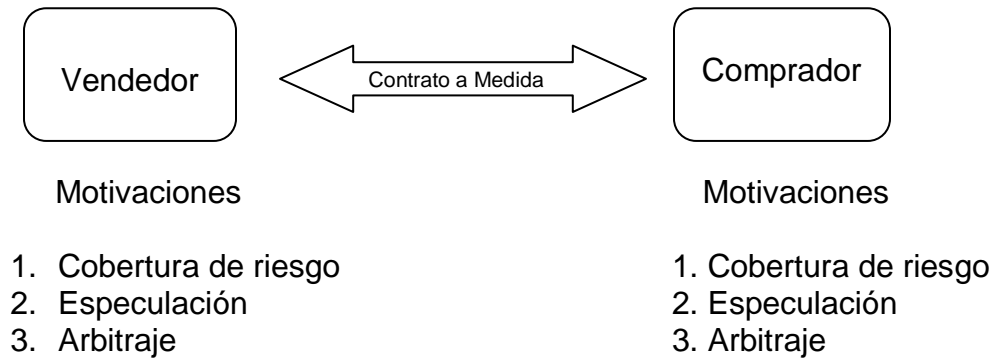 Vendedor
Contrato a Medida
Comprador
Motivaciones
Motivaciones
1. Cobertura de riesgo
2. Especulación
3. Arbitraje
1. Cobertura de riesgo
2. Especulación
3. Arbitraje